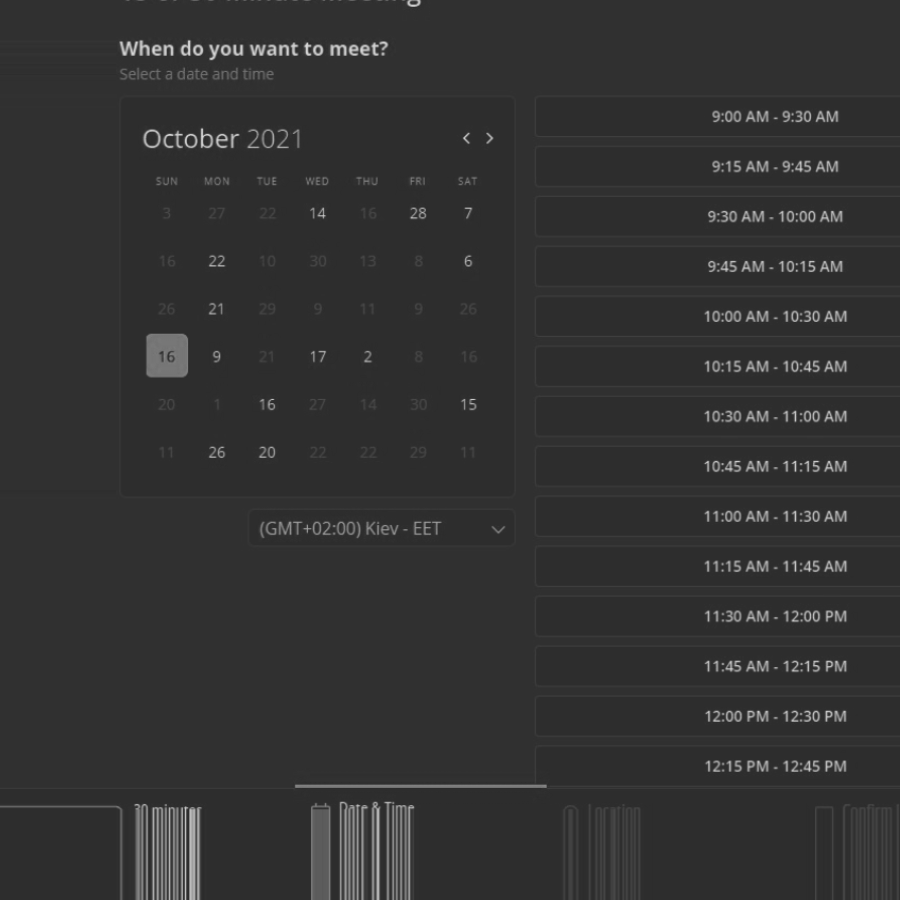 When do you want to meet?
Select a date and time
October 2021
SUN MON TUE WED THU FRI SAT
3 27 22 14 16 28 7
16 22 10 30 13 8 6
26 21 29 9 11 9 26
16 9 21 17 2 8 16
20 1 16 27 14 30 15
11 26 20 22 22 29 11
(GMT+02:00) Kiev - EET
9:00 AM - 9:30 AM
9:15 AM - 9:45 AM
9:30 AM - 10:00 AM
9:45 AM - 10:15 AM
10:00 AM - 10:30 AM
10:15 AM - 10:45 AM
10:30 AM - 11:00 AM
10:45 AM - 11:15 AM
11:00 AM - 11:30 AM
11:15 AM - 11:45 AM
11:30 AM - 12:00 PM
11:45 AM - 12:15 PM
12:00 PM - 12:30 PM
12:15 PM - 12:45 PM
30 minutes
Date & Time
Location
Confirm